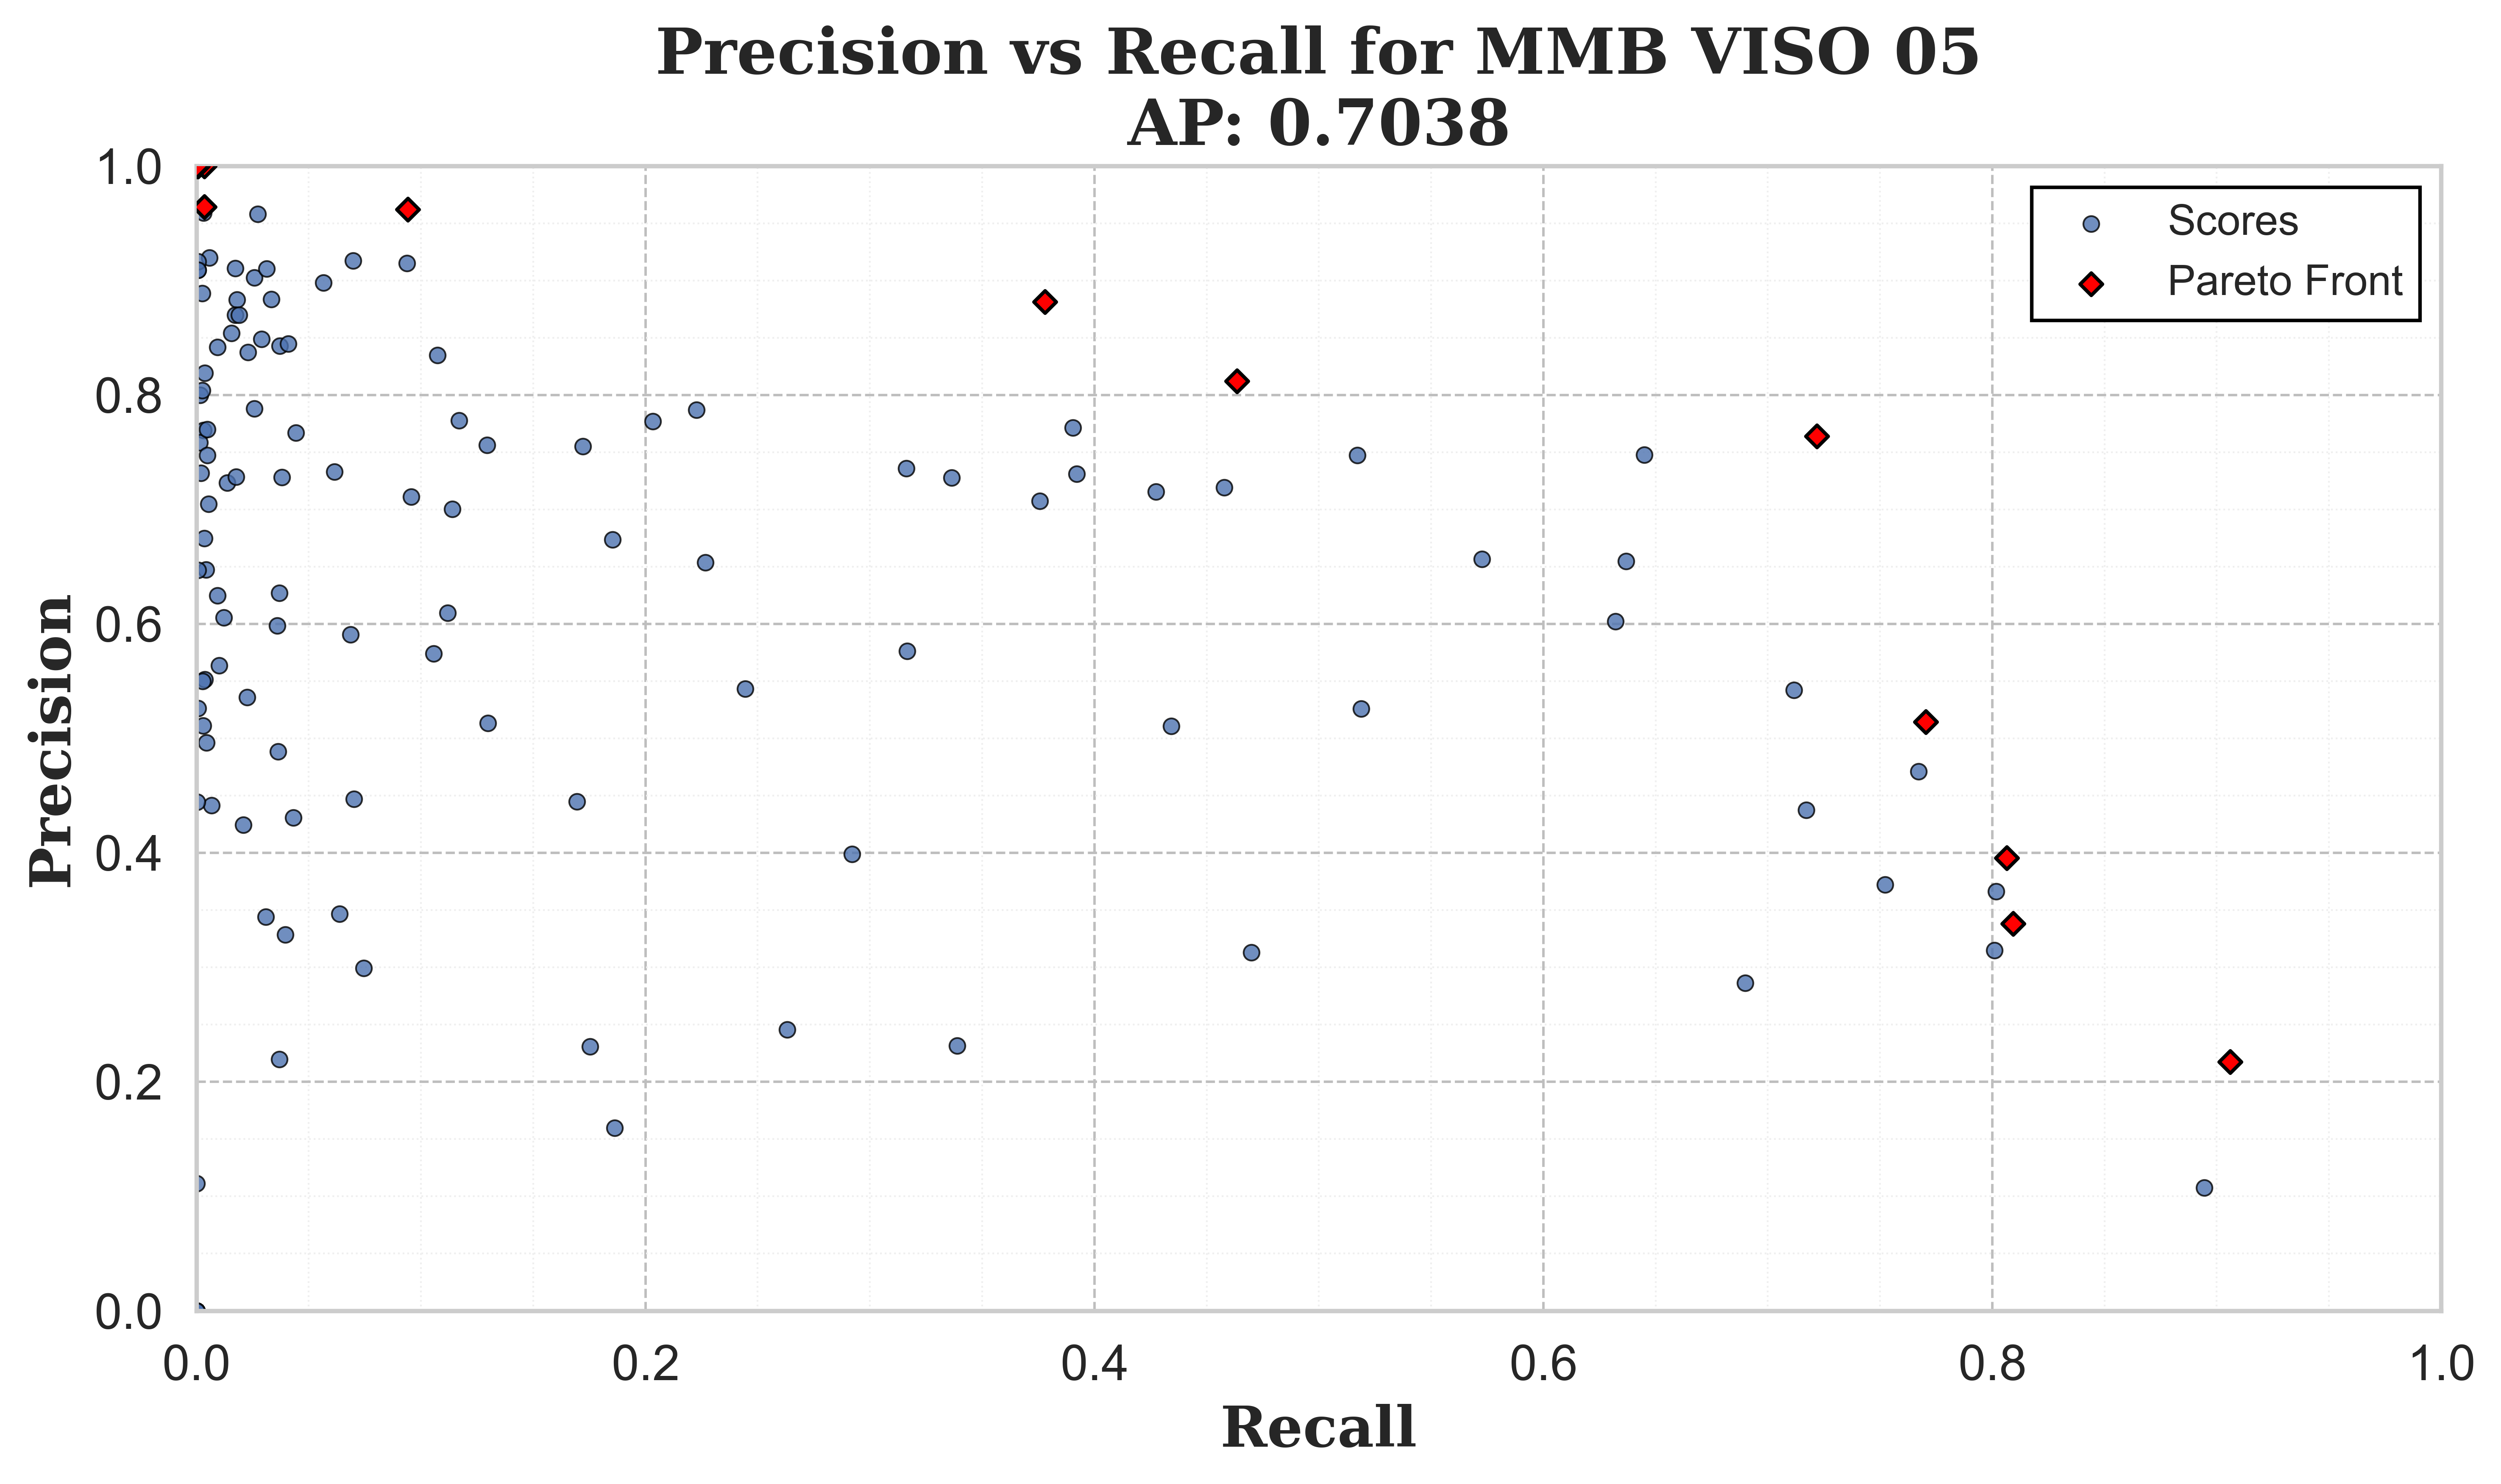 Precision vs Recall for MMB VISO 05
AP: 0.7038
Scores
Pareto Front
Precision
1.0
0.8
0.6
0.4
0.2
0.0
0.0 0.2 0.4 0.6 0.8 1.0
Recall